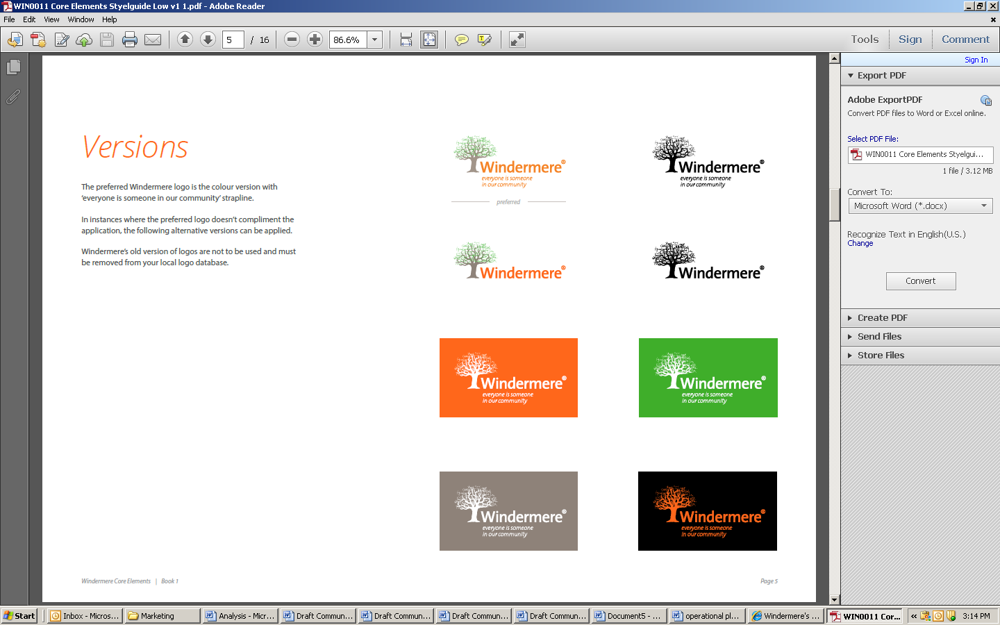 WIN0011 Core Elements Styelguide Low v1 1.pdf - Adobe Reader
File Edit View Window Help
5 / 16 86.6% Tools Sign Comment
Sign In
Export PDF
Adobe ExportPDF
Convert PDF files to Word or Excel online.
Select PDF File:
WIN0011 Core Elements Styelgui...
1 file / 3.12 MB
Convert To:
Microsoft Word (*.docx)
Recognize Text in English(U.S.)
Change
Convert
Create PDF
Send Files
Store Files
Versions
The preferred Windermere logo is the colour version with
‘everyone is someone in our community’ strapline.
In instances where the preferred logo doesn’t compliment the
application, the following alternative versions can be applied.
Windermere’s old version of logos are not to be used and must
be removed from your local logo database.
Windermere®
everyone is someone
in our community
preferred
Windermere®
everyone is someone
in our community
Windermere®
Windermere®
Windermere®
everyone is someone
in our community
Windermere®
everyone is someone
in our community
Windermere®
everyone is someone
in our community
Windermere®
everyone is someone
in our community
Windermere Core Elements | Book 1
Page 5
Start Inbox - Micros... Marketing Analysis - Micr... Draft Commun... Draft Commun... Draft Commun... Draft Commun... Document5 - ... operational pl... Windermere's ... WIN0011 Cor... « 3:14 PM